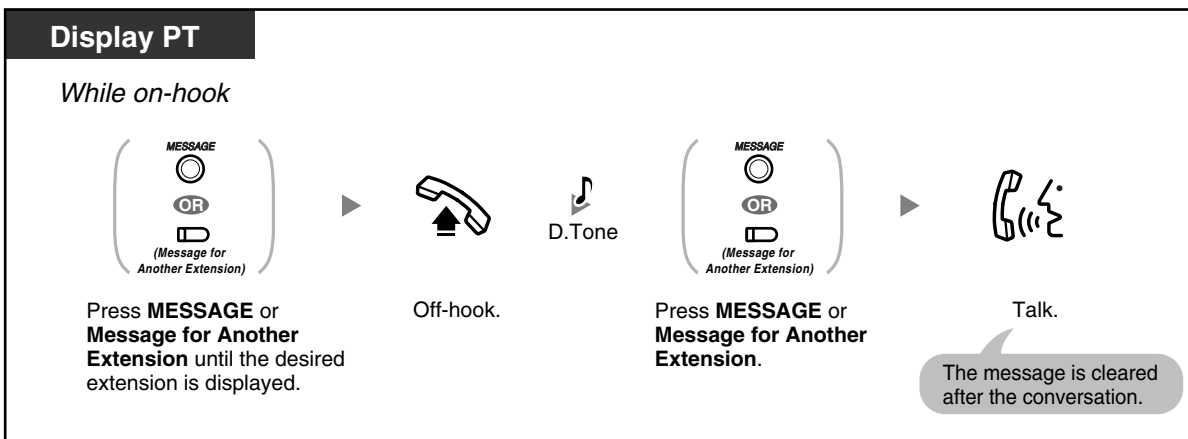 Display PT
While on-hook
MESSAGE
OR
(Message for
Another Extension)
Press MESSAGE or
Message for Another
Extension until the desired
extension is displayed.
Off-hook.
D.Tone
MESSAGE
OR
(Message for
Another Extension)
Press MESSAGE or
Message for Another
Extension.
Talk.
The message is cleared
after the conversation.